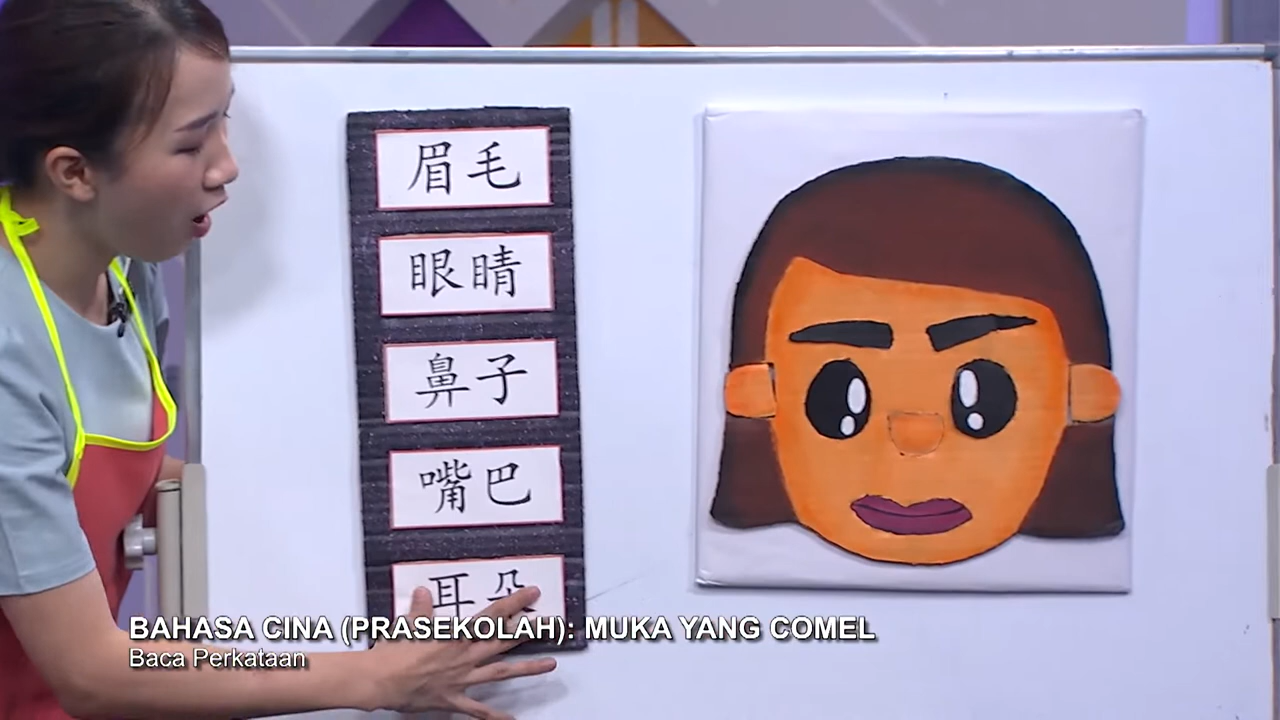 眉毛
眼睛
鼻子
嘴巴
耳朵
BAHASA CINA (PRASEKOLAH): MUKA YANG COMEL
Baca Perkataan